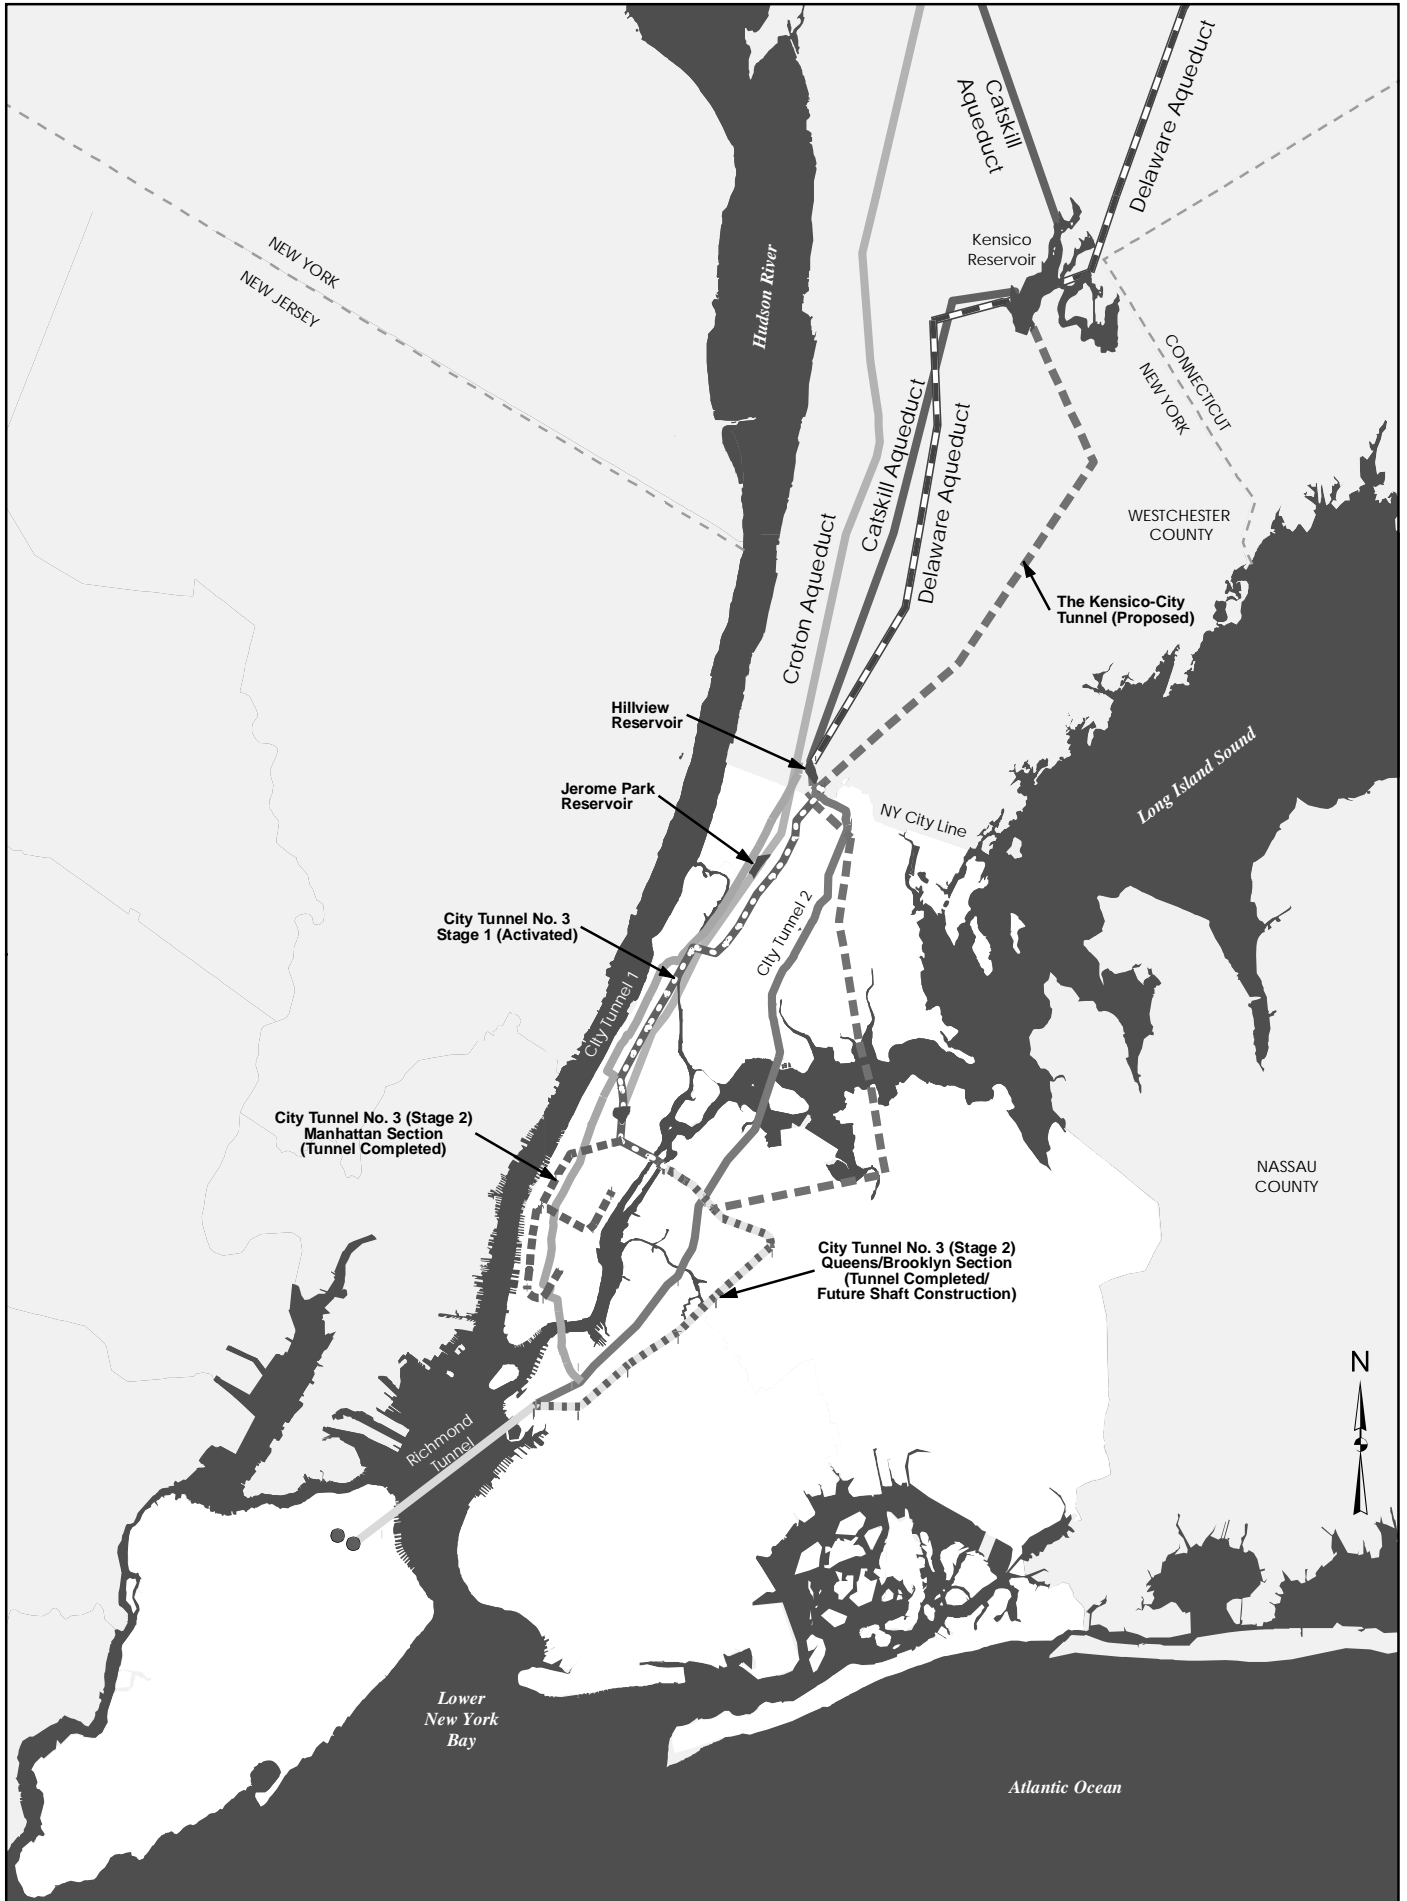 Delaware Aqueduct
Catskill
Aqueduct
Kensico
Reservoir
NEW YORK
NEW JERSEY
Hudson River
CONNECTICUT
NEW YORK
Catskill Aqueduct
Delaware Aqueduct
Croton Aqueduct
WESTCHESTER
COUNTY
The Kensico-City
Tunnel (Proposed)
Hillview
Reservoir
Long Island Sound
Jerome Park
Reservoir
NY City Line
City Tunnel No. 3
Stage 1 (Activated)
CIty Tunnel 2
CIty Tunnel 1
City Tunnel No. 3 (Stage 2)
Manhattan Section
(Tunnel Completed)
NASSAU
COUNTY
City Tunnel No. 3 (Stage 2)
Queens/Brooklyn Section
(Tunnel Completed/
Future Shaft Construction)
N
Richmond
Tunnel
Lower
New York
Bay
Atlantic Ocean